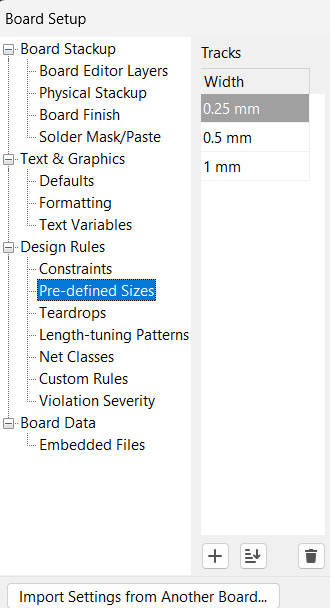 Board Setup
Board Stackup
Board Editor Layers
Physical Stackup
Board Finish
Solder Mask/Paste
Text & Graphics
Defaults
Formatting
Text Variables
Design Rules
Constraints
Pre-defined Sizes
Teardrops
Length-tuning Patterns
Net Classes
Custom Rules
Violation Severity
Board Data
Embedded Files
Tracks
Width
0.25 mm
0.5 mm
1 mm
Import Settings from Another Board...